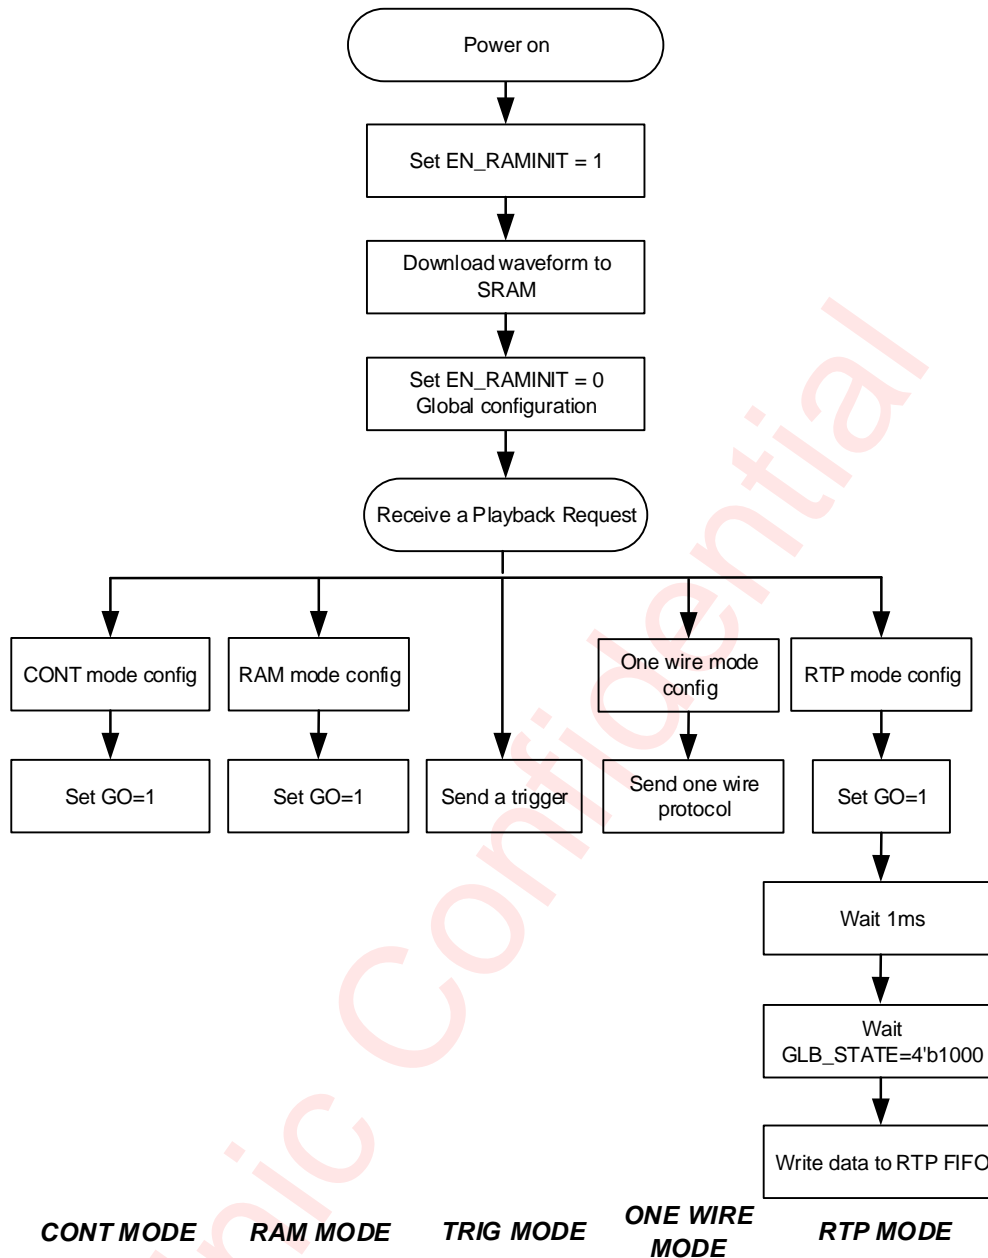 Power on
Set EN_RAMINIT = 1
Download waveform to
SRAM
Set EN_RAMINIT = 0
Global configuration
Receive a Playback Request
CONT mode config
RAM mode config
One wire mode
config
RTP mode config
Set GO=1
Set GO=1
Send a trigger
Send one wire
protocol
Set GO=1
Wait 1ms
Wait
GLB_STATE=4'b1000
Write data to RTP FIFO
CONT MODE
RAM MODE
TRIG MODE
ONE WIRE
MODE
RTP MODE
nic Confidential